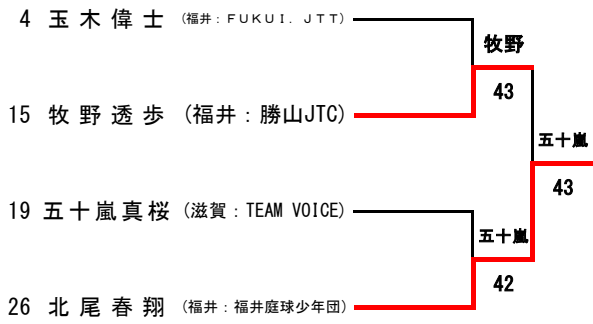 4 玉木偉士 (福井:FUKUI. JTT)
牧野
43
15 牧野透歩 (福井:勝山JTC)
五十嵐
43
19 五十嵐真桜 (滋賀:TEAM VOICE)
五十嵐
42
26 北尾春翔 (福井:福井庭球少年団)